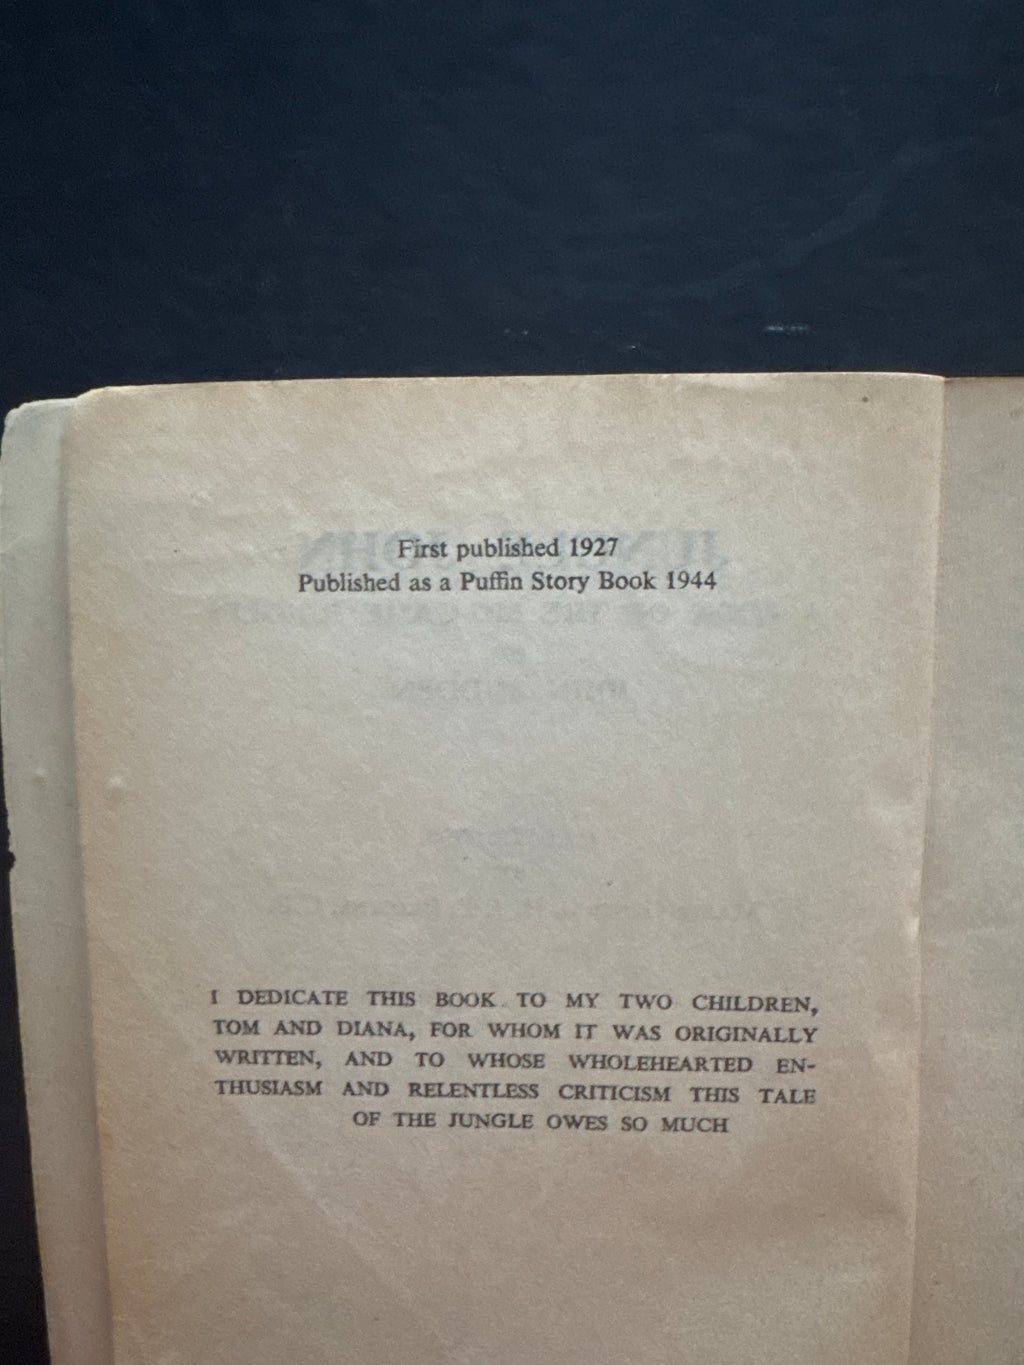 First published 1927
Published as a Puffin Story Book 1944
I DEDICATE THIS BOOK TO MY TWO CHILDREN,
TOM AND DIANA, FOR WHOM IT WAS ORIGINALLY
WRITTEN, AND TO WHOSE WHOLEHEARTED EN-
THUSIASM AND RELENTLESS CRITICISM THIS TALE
OF THE JUNGLE OWES SO MUCH